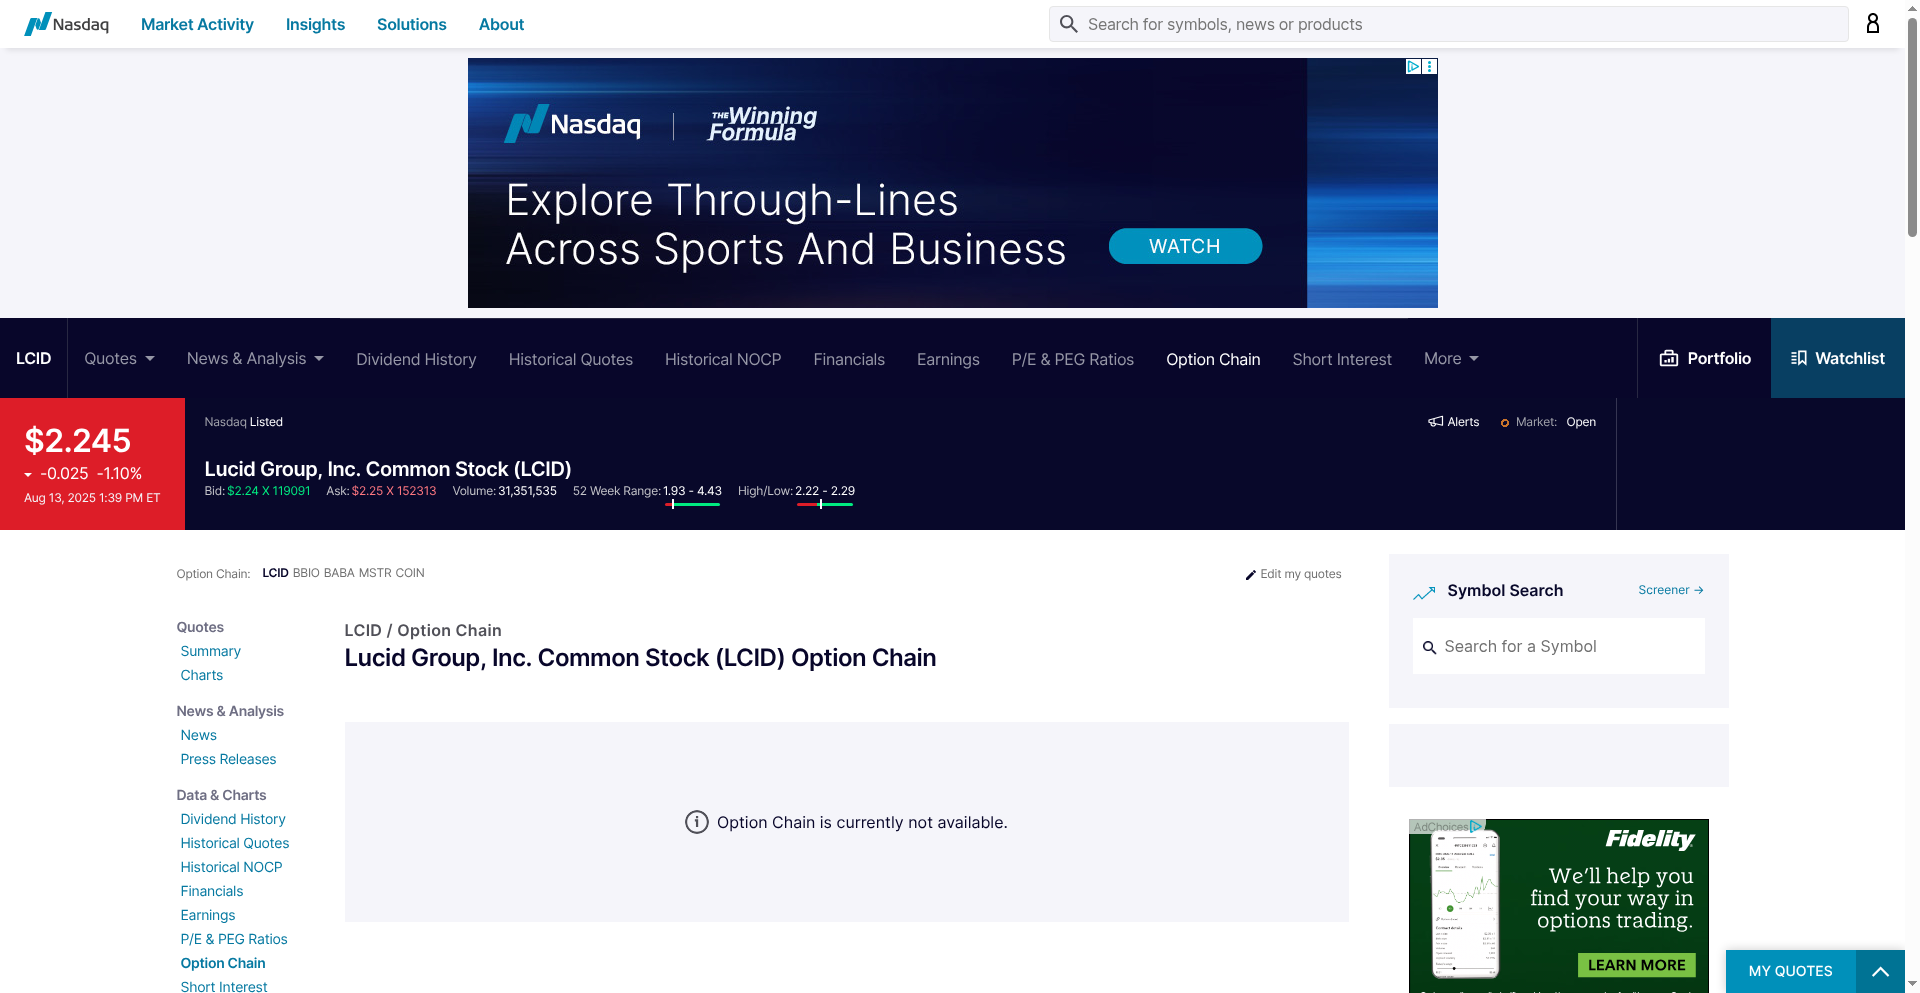 Nasdaq
Market Activity
Insights
Solutions
About
Search for symbols, news or products
Nasdaq
THE Winning Formula
Explore Through-Lines
Across Sports And Business
WATCH
LCID
Quotes
News & Analysis
Dividend History
Historical Quotes
Historical NOCP
Financials
Earnings
P/E & PEG Ratios
Option Chain
Short Interest
More
Portfolio
Watchlist
$2.245
-0.025 -1.10%
Aug 13, 2025 1:39 PM ET
Nasdaq Listed
Alerts
Market: Open
Lucid Group, Inc. Common Stock (LCID)
Bid: $2.24 X 119091 Ask: $2.25 X 152313 Volume: 31,351,535 52 Week Range: 1.93 - 4.43 High/Low: 2.22 - 2.29
Option Chain: LCID BBIO BABA MSTR COIN
Edit my quotes
Quotes
Summary
Charts
News & Analysis
News
Press Releases
Data & Charts
Dividend History
Historical Quotes
Historical NOCP
Financials
Earnings
P/E & PEG Ratios
Option Chain
Short Interest
LCID / Option Chain
Lucid Group, Inc. Common Stock (LCID) Option Chain
Option Chain is currently not available.
Symbol Search
Screener →
Search for a Symbol
AdChoices
Fidelity
We'll help you
find your way in
options trading.
LEARN MORE
MY QUOTES